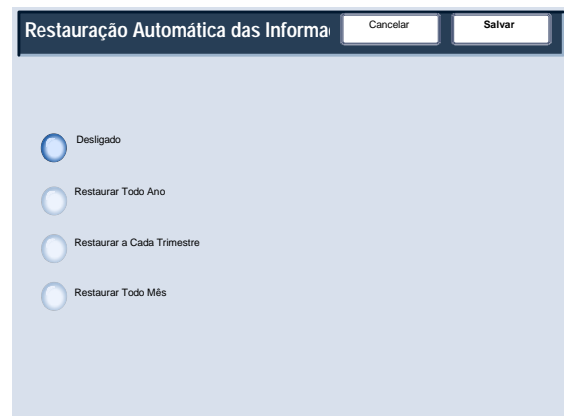 Restauração Automática das Informa
Cancelar
Salvar
Desligado
Restaurar Todo Ano
Restaurar a Cada Trimestre
Restaurar Todo Mês